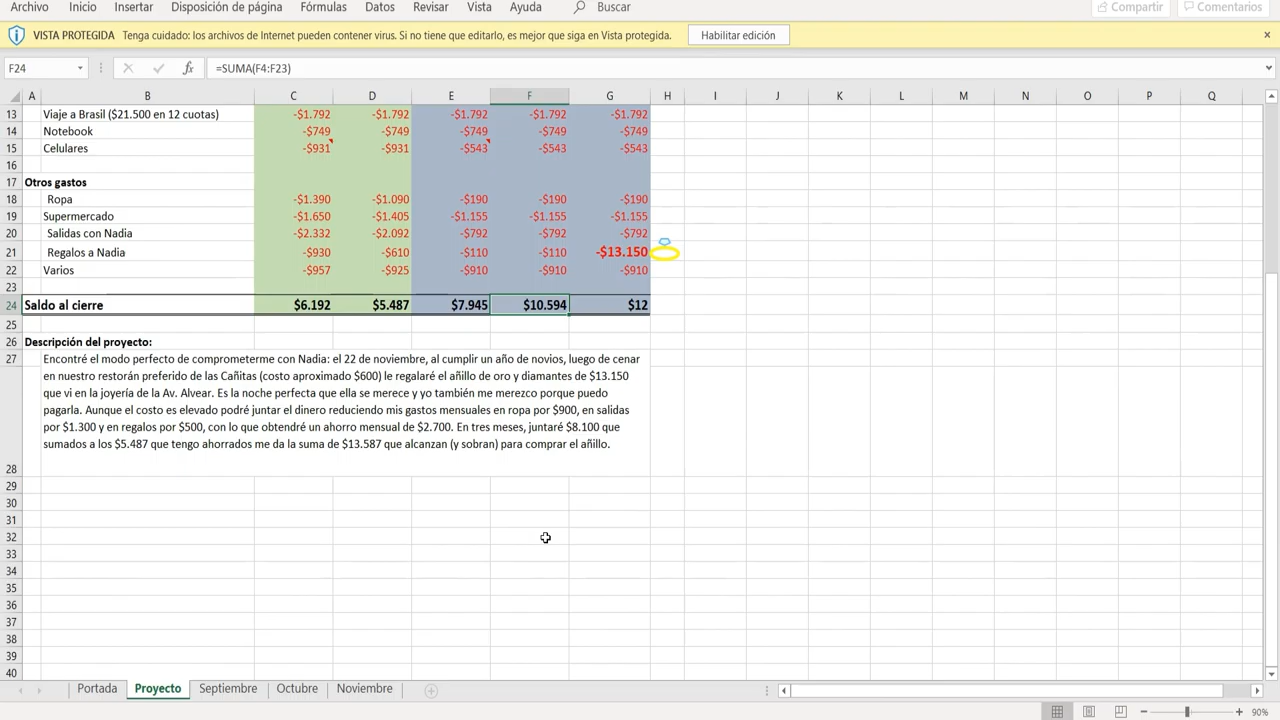 Archivo Inicio Insertar Disposición de página Fórmulas Datos Revisar Vista Ayuda Buscar Compartir Comentarios
VISTA PROTEGIDA Tenga cuidado: los archivos de Internet pueden contener virus. Si no tiene que editarlo, es mejor que siga en Vista protegida. Habilitar edición ×
F24 fx =SUMA(F4:F23)
A B C D E F G H I J K L M N O P Q
13 Viaje a Brasil ($21.500 en 12 cuotas) -$1.792 -$1.792 -$1.792 -$1.792 -$1.792
14 Notebook -$749 -$749 -$749 -$749 -$749
15 Celulares -$931 -$931 -$543 -$543 -$543
16
17 Otros gastos
18 Ropa -$1.390 -$1.090 -$190 -$190 -$190
19 Supermercado -$1.650 -$1.405 -$1.155 -$1.155 -$1.155
20 Salidas con Nadia -$2.332 -$2.092 -$792 -$792 -$792
21 Regalos a Nadia -$930 -$610 -$110 -$110 -$13.150
22 Varios -$957 -$925 -$910 -$910 -$910
23
24 Saldo al cierre $6.192 $5.487 $7.945 $10.594 $12
25
26 Descripción del proyecto:
27 Encontré el modo perfecto de comprometerme con Nadia: el 22 de noviembre, al cumplir un año de novios, luego de cenar
en nuestro restorán preferido de las Cañitas (costo aproximado $600) le regalaré el añillo de oro y diamantes de $13.150
que vi en la joyería de la Av. Alvear. Es la noche perfecta que ella se merece y yo también me merezco porque puedo
pagarla. Aunque el costo es elevado podré juntar el dinero reduciendo mis gastos mensuales en ropa por $900, en salidas
por $1.300 y en regalos por $500, con lo que obtendré un ahorro mensual de $2.700. En tres meses, juntaré $8.100 que
sumados a los $5.487 que tengo ahorrados me da la suma de $13.587 que alcanzan (y sobran) para comprar el añillo.
28
29
30
31
32
33
34
35
36
37
38
39
40
Portada Proyecto Septiembre Octubre Noviembre
90%